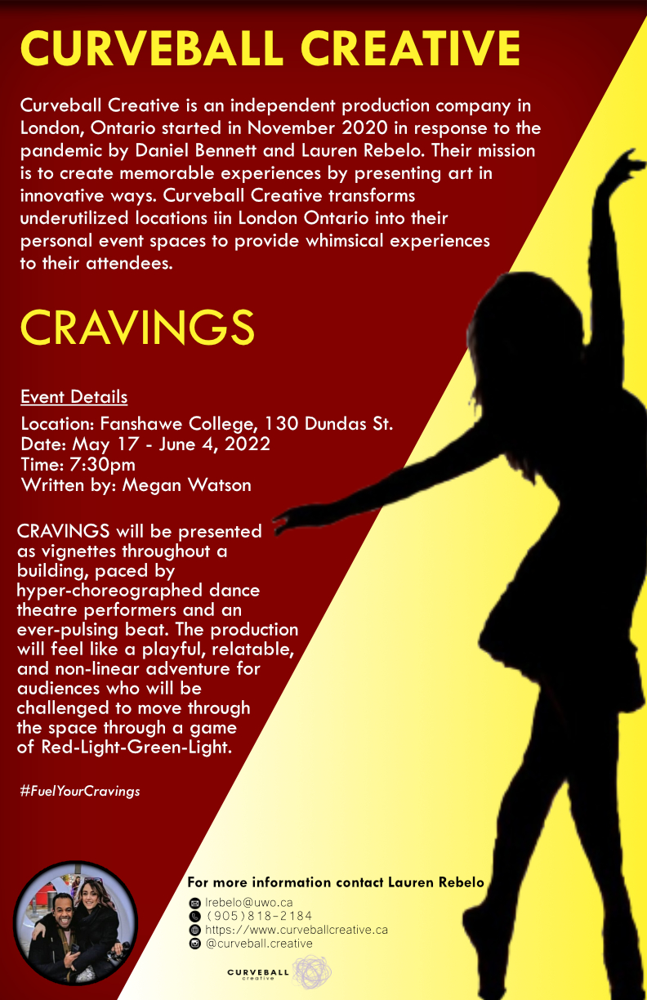 CURVEBALL CREATIVE
Curveball Creative is an independent production company in
London, Ontario started in November 2020 in response to the
pandemic by Daniel Bennett and Lauren Rebelo. Their mission
is to create memorable experiences by presenting art in
innovative ways. Curveball Creative transforms
underutilized locations iin London Ontario into their
personal event spaces to provide whimsical experiences
to their attendees.
CRAVINGS
Event Details
Location: Fanshawe College, 130 Dundas St.
Date: May 17 - June 4, 2022
Time: 7:30pm
Written by: Megan Watson
CRAVINGS will be presented
as vignettes throughout a
building, paced by
hyper-choreographed dance
theatre performers and an
ever-pulsing beat. The production
will feel like a playful, relatable,
and non-linear adventure for
audiences who will be
challenged to move through
the space through a game
of Red-Light-Green-Light.
#FuelYourCravings
For more information contact Lauren Rebelo
lrebelo@uwo.ca
(905)818-2184
https://www.curveballcreative.ca
@curveball.creative
CURVEBALL
creative